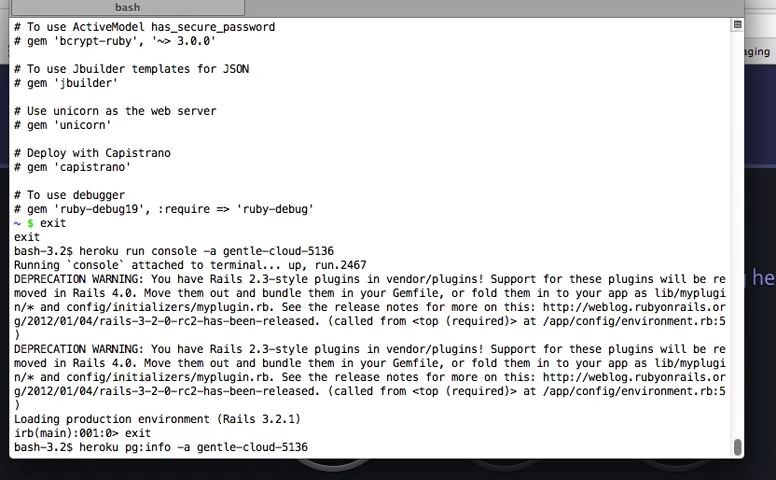 bash
# To use ActiveModel has_secure_password
# gem 'bcrypt-ruby', '~> 3.0.0'
# To use Jbuilder templates for JSON
# gem 'jbuilder'
# Use unicorn as the web server
# gem 'unicorn'
# Deploy with Capistrano
# gem 'capistrano'
# To use debugger
# gem 'ruby-debug19', :require => 'ruby-debug'
~ $ exit
exit
bash-3.2$ heroku run console -a gentle-cloud-5136
Running `console` attached to terminal... up, run.2467
DEPRECATION WARNING: You have Rails 2.3-style plugins in vendor/plugins! Support for these plugins will be re
moved in Rails 4.0. Move them out and bundle them in your Gemfile, or fold them in to your app as lib/myplugi
n/* and config/initializers/myplugin.rb. See the release notes for more on this: http://weblog.rubyonrails.or
g/2012/01/04/rails-3-2-0-rc2-has-been-released. (called from <top (required)> at /app/config/environment.rb:5
)
DEPRECATION WARNING: You have Rails 2.3-style plugins in vendor/plugins! Support for these plugins will be re
moved in Rails 4.0. Move them out and bundle them in your Gemfile, or fold them in to your app as lib/myplugi
n/* and config/initializers/myplugin.rb. See the release notes for more on this: http://weblog.rubyonrails.or
g/2012/01/04/rails-3-2-0-rc2-has-been-released. (called from <top (required)> at /app/config/environment.rb:5
)
Loading production environment (Rails 3.2.1)
irb(main):001:0> exit
bash-3.2$ heroku pg:info -a gentle-cloud-5136
aging
he